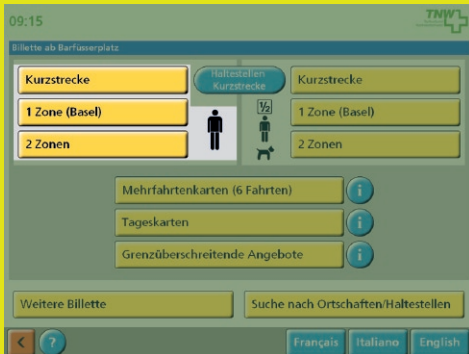 09:15
TNW
Billette ab Barfüsserplatz
Kurzstrecke
Haltestellen
Kurzstrecke
Kurzstrecke
1 Zone (Basel)
½
1 Zone (Basel)
2 Zonen
2 Zonen
Mehrfahrtenkarten (6 Fahrten)
i
Tageskarten
i
Grenzüberschreitende Angebote
i
Weitere Billette
Suche nach Ortschaften/Haltestellen
<
?
Français
Italiano
English